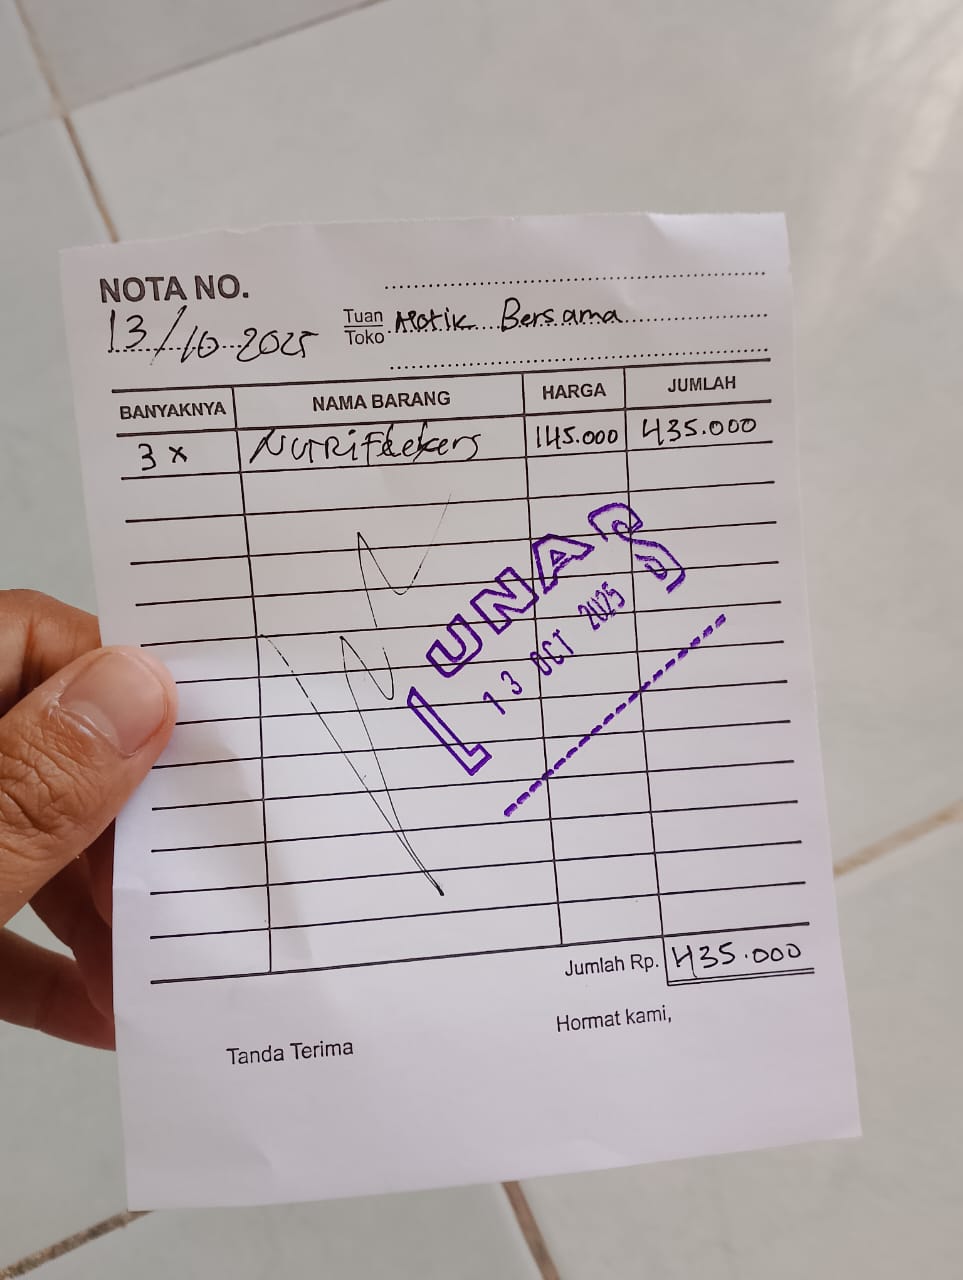 NOTA NO.
13/10-2025
Tuan
Toko
Bersama
BANYAKNYA NAMA BARANG HARGA JUMLAH
3 x 145.000 435.000
LUNAS
13 OCT 2025
Jumlah Rp. 435.000
Tanda Terima
Hormat kami,